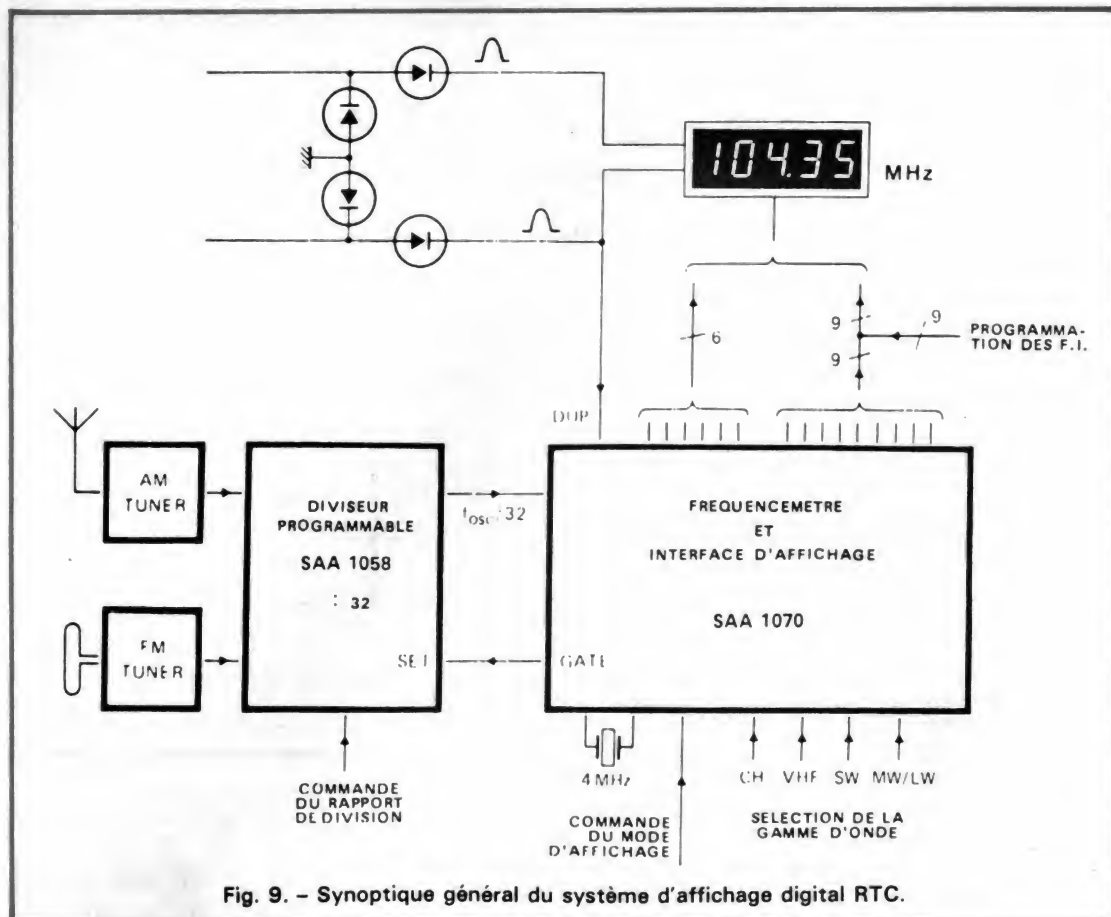 104.35
MHz
6
9
9
9
PROGRAMMA-
TION DES F.I.
DUP
AM
TUNER
DIVISEUR
PROGRAMMABLE
SAA 1058
: 32
fosc:32
FREQUENCEMETRE
ET
INTERFACE D'AFFICHAGE
SAA 1070
FM
TUNER
SET
GATE
4 MHz
CH VHF SW MW/LW
COMMANDE
DU RAPPORT
DE DIVISION
COMMANDE
DU MODE
D'AFFICHAGE
SELECTION DE LA
GAMME D'ONDE
Fig. 9. – Synoptique général du système d'affichage digital RTC.